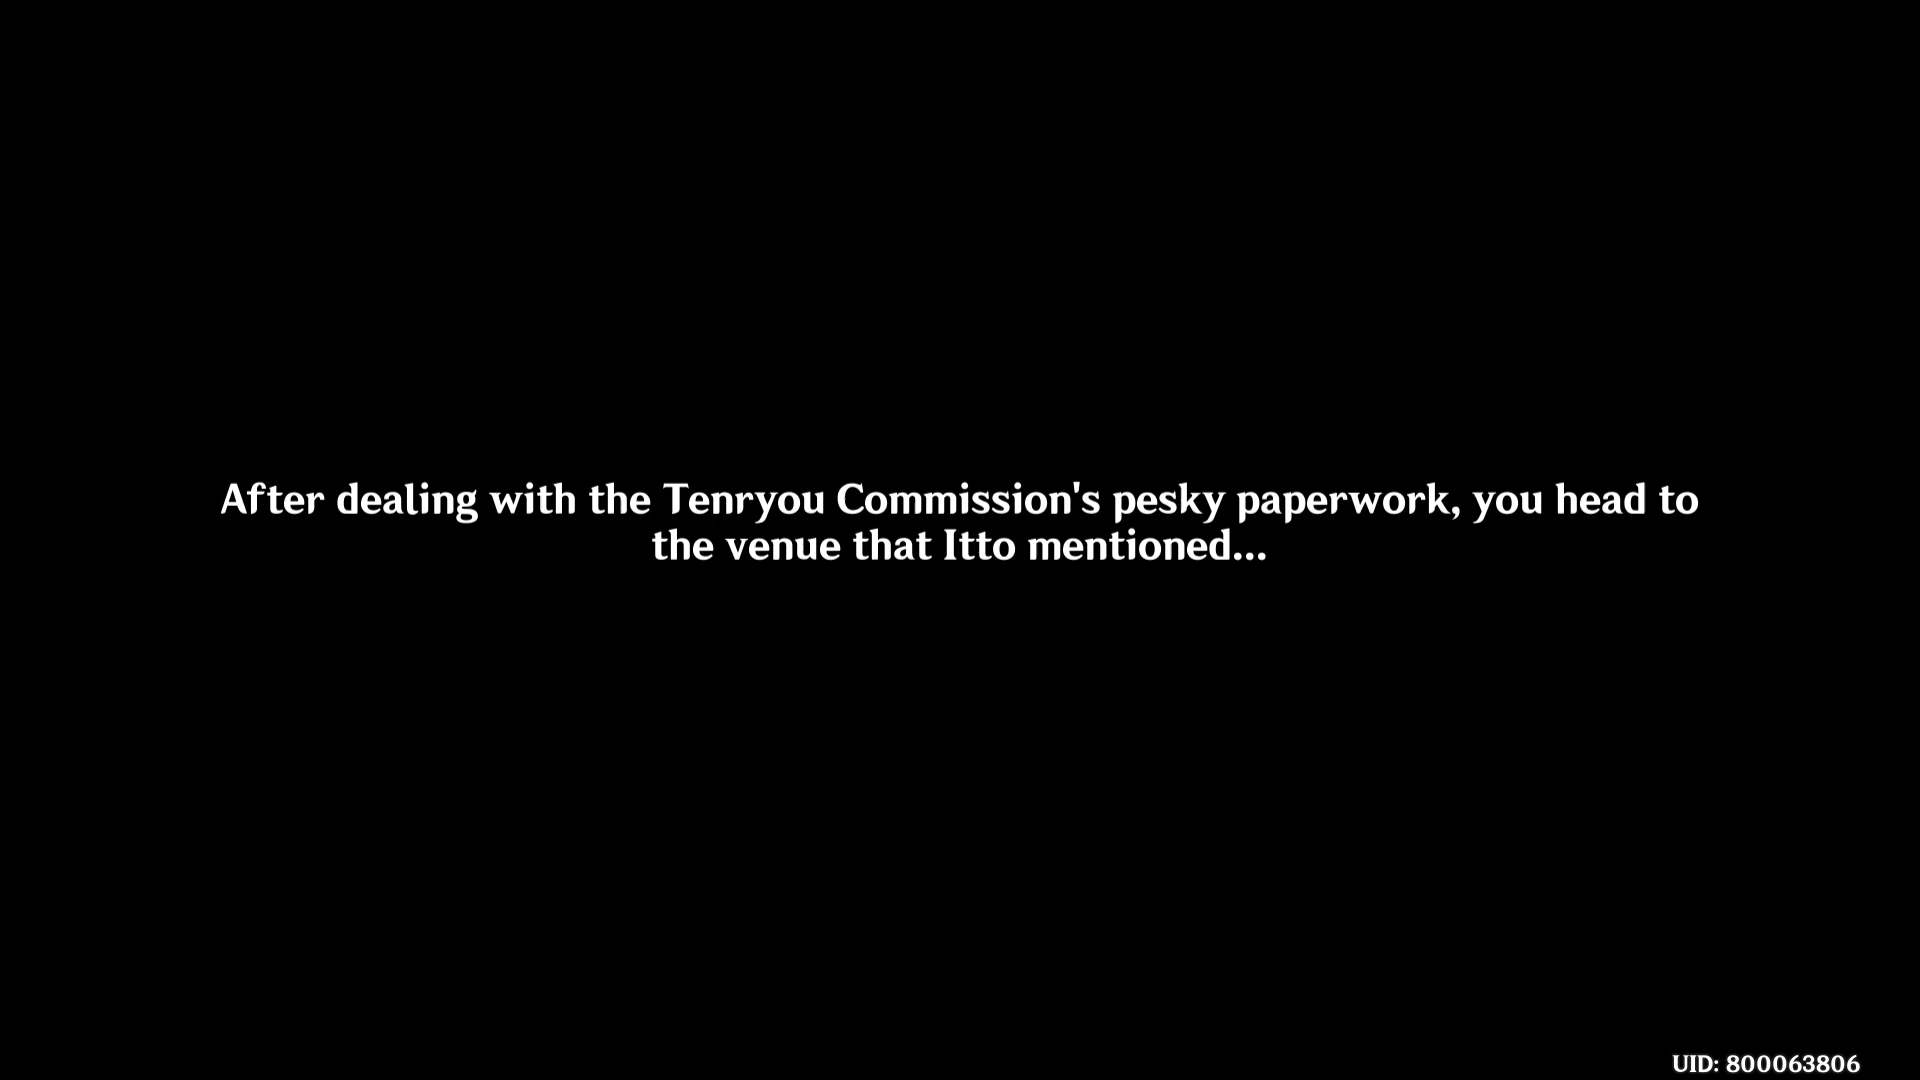 After dealing with the Tenryou Commission's pesky paperwork, you head to
the venue that Itto mentioned...
UID: 800063806